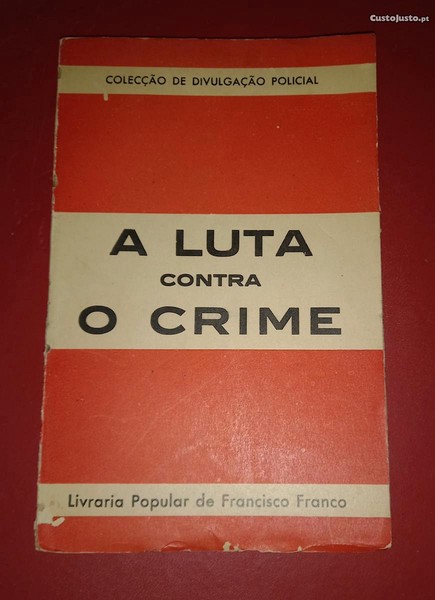 CustoJusto.pt
COLECÇÃO DE DIVULGAÇÃO POLICIAL
A LUTA
CONTRA
O CRIME
Livraria Popular de Francisco Franco